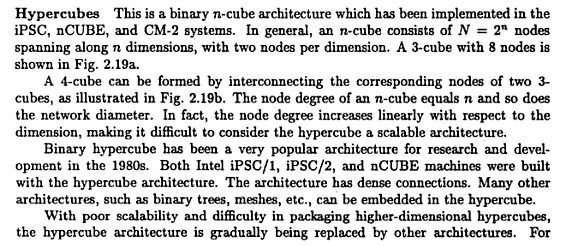 Hypercubes This is a binary n-cube architecture which has been implemented in the
iPSC, nCUBE, and CM-2 systems. In general, an n-cube consists of N = 2ⁿ nodes
spanning along n dimensions, with two nodes per dimension. A 3-cube with 8 nodes is
shown in Fig. 2.19a.
A 4-cube can be formed by interconnecting the corresponding nodes of two 3-
cubes, as illustrated in Fig. 2.19b. The node degree of an n-cube equals n and so does
the network diameter. In fact, the node degree increases linearly with respect to the
dimension, making it difficult to consider the hypercube a scalable architecture.
Binary hypercube has been a very popular architecture for research and devel-
opment in the 1980s. Both Intel iPSC/1, iPSC/2, and nCUBE machines were built
with the hypercube architecture. The architecture has dense connections. Many other
architectures, such as binary trees, meshes, etc., can be embedded in the hypercube.
With poor scalability and difficulty in packaging higher-dimensional hypercubes,
the hypercube architecture is gradually being replaced by other architectures. For